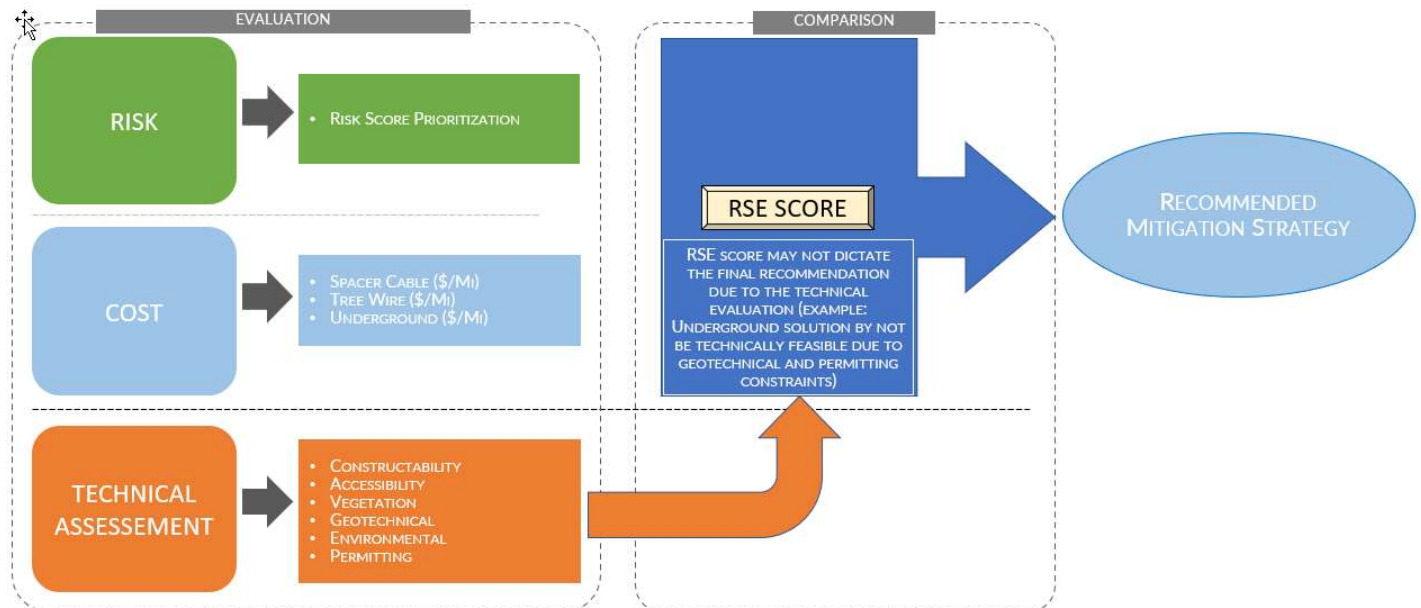 EVALUATION
COMPARISON
RISK
• RISK SCORE PRIORITIZATION
COST
• SPACER CABLE ($/MI)
• TREE WIRE ($/MI)
• UNDERGROUND ($/MI)
TECHNICAL
ASSESSEMENT
• CONSTRUCTABILITY
• ACCESSIBILITY
• VEGETATION
• GEOTECHNICAL
• ENVIRONMENTAL
• PERMITTING
RSE SCORE
RSE SCORE MAY NOT DICTATE
THE FINAL RECOMMENDATION
DUE TO THE TECHNICAL
EVALUATION (EXAMPLE:
UNDERGROUND SOLUTION BY NOT
BE TECHNICALLY FEASIBLE DUE TO
GEOTECHNICAL AND PERMITTING
CONSTRAINTS)
RECOMMENDED
MITIGATION STRATEGY